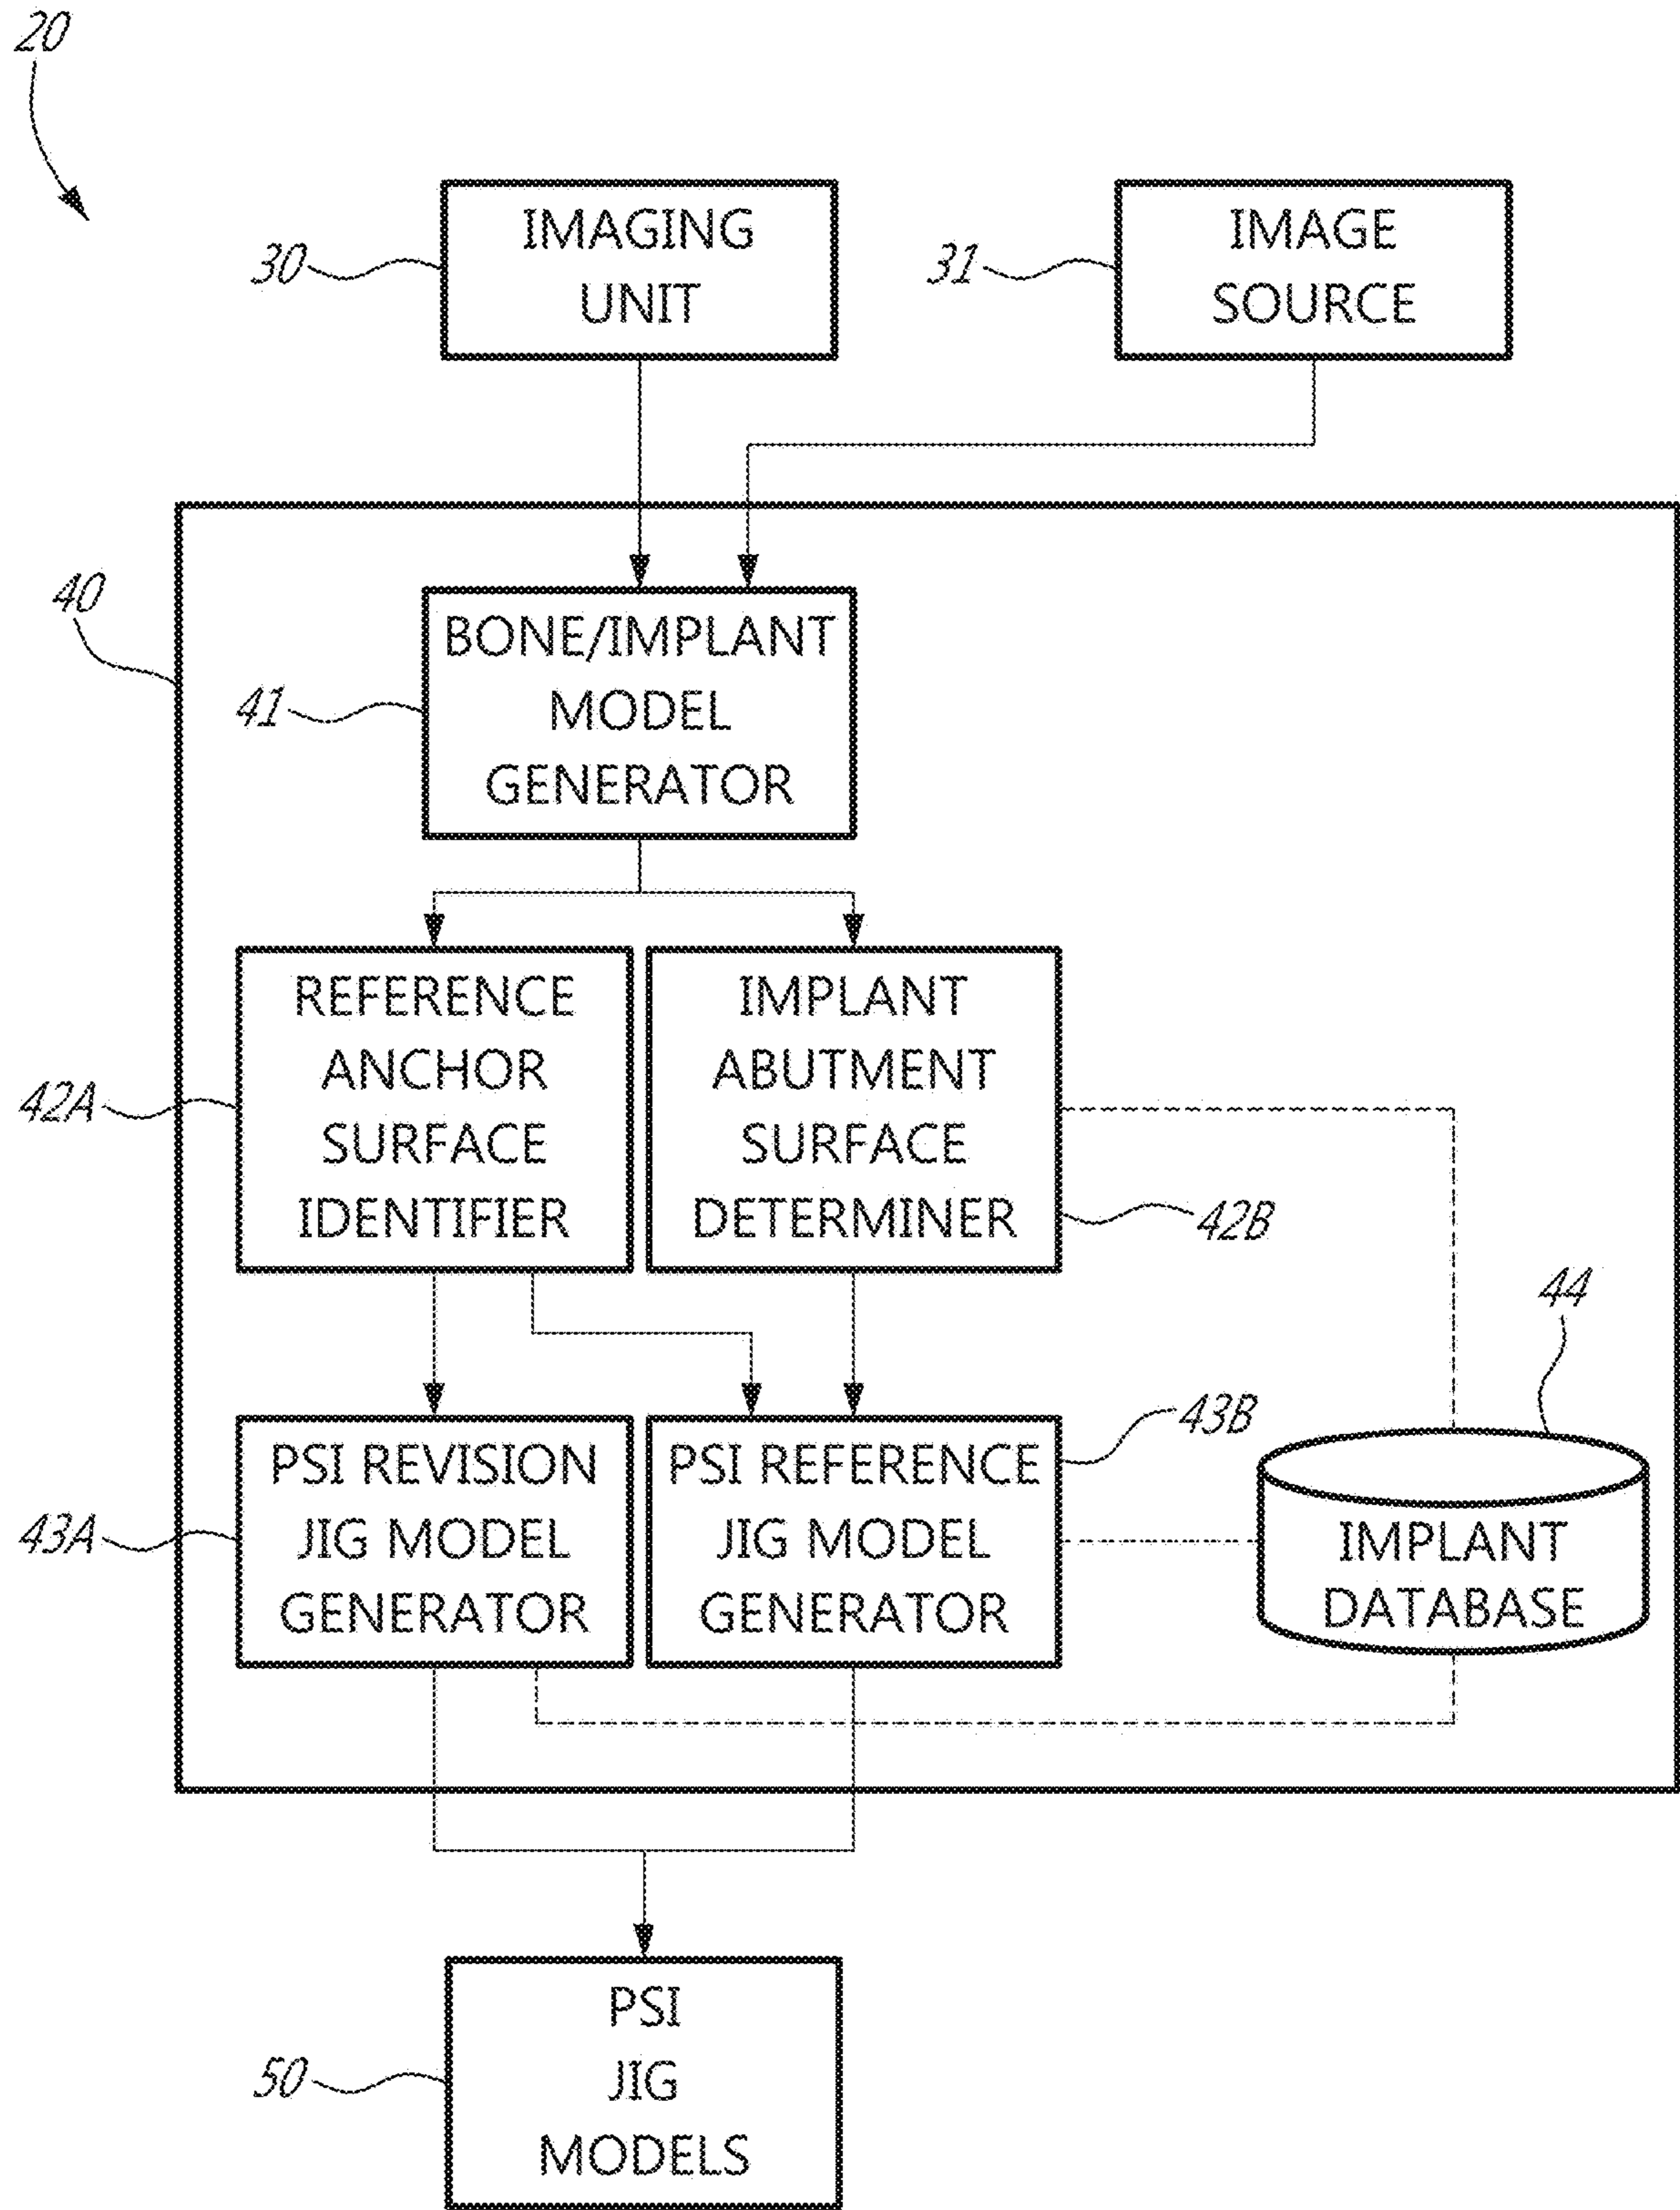 20
IMAGING
UNIT
30
IMAGE
SOURCE
31
40
BONE/IMPLANT
MODEL
GENERATOR
41
REFERENCE
ANCHOR
SURFACE
IDENTIFIER
42A
IMPLANT
ABUTMENT
SURFACE
DETERMINER
42B
44
PSI REVISION
JIG MODEL
GENERATOR
43A
PSI REFERENCE
JIG MODEL
GENERATOR
43B
IMPLANT
DATABASE
PSI
JIG
MODELS
50